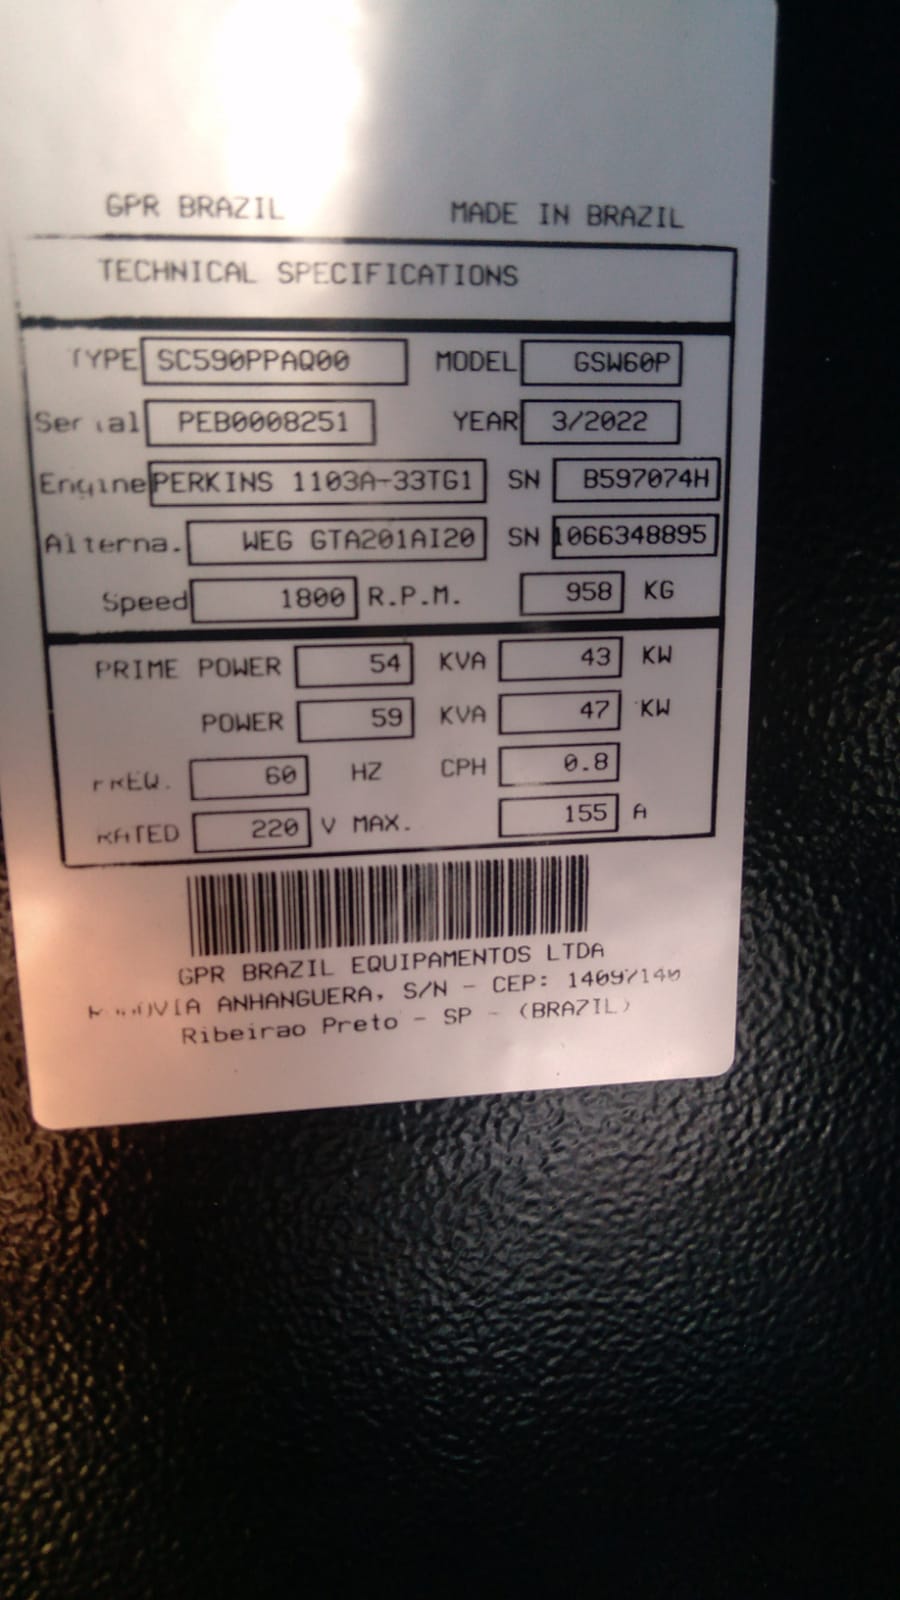 GPR BRAZIL MADE IN BRAZIL
TECHNICAL SPECIFICATIONS
TYPE SC590PPAQ00 MODEL GSW60P
Serial PEB0008251 YEAR 3/2022
Engine PERKINS 1103A-33TG1 SN B597074H
Alterna. WEG GTA201AI20 SN 1066348895
Speed 1800 R.P.M. 958 KG
PRIME POWER 54 KVA 43 KW
POWER 59 KVA 47 KW
FREQ. 60 HZ CPH 0.8
RATED 220 V MAX. 155 A
GPR BRAZIL EQUIPAMENTOS LTDA
ANHANGUERA, S/N - CEP: 14097140
Ribeirao Preto - SP - (BRAZIL)